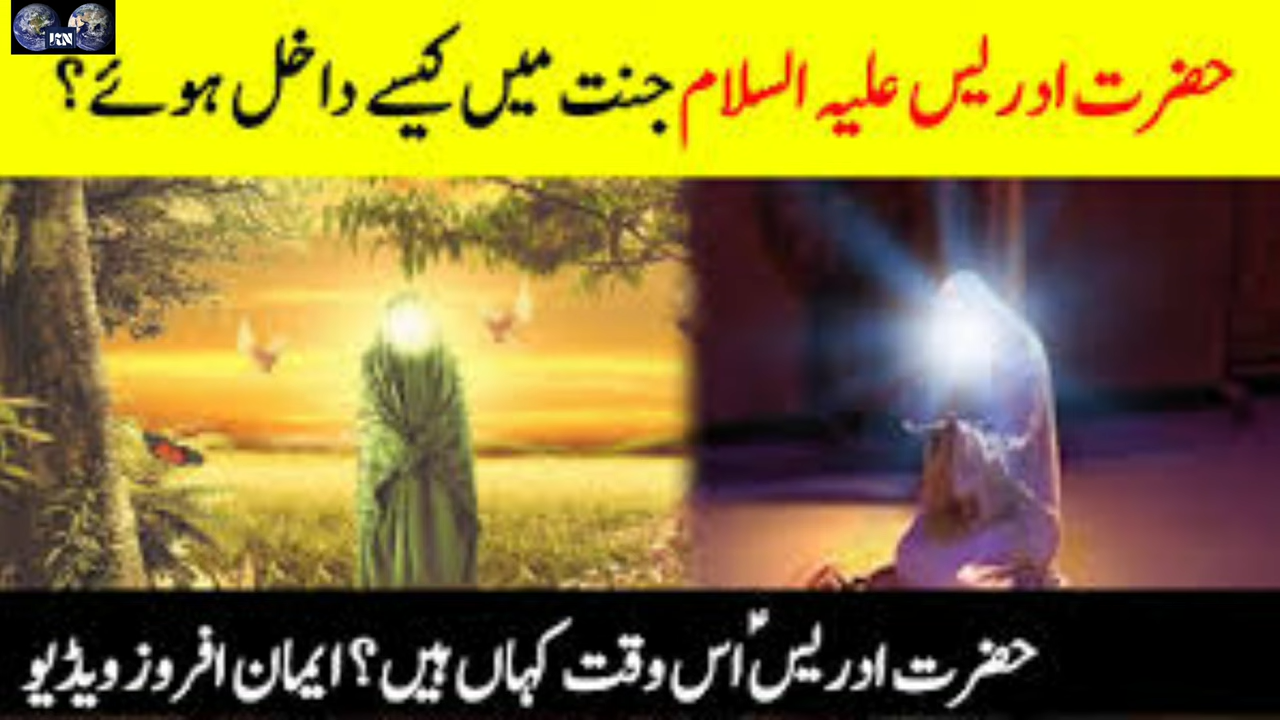 حضرت ادریس علیہ السلام جنت میں کیسے داخل ہوئے؟
حضرت ادریسؑ اس وقت کہاں ہیں؟ ایمان افروز ویڈیو